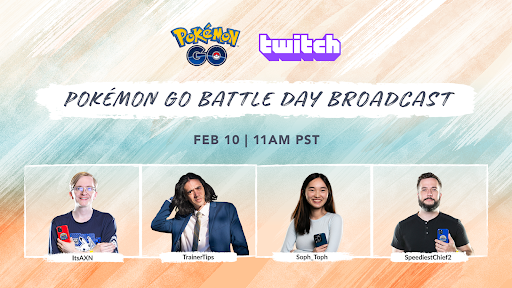 POKÉMON
GO
twitch
POKÉMON GO BATTLE DAY BROADCAST
FEB 10 | 11AM PST
ItsAXN
TrainerTips
Soph_Toph
SpeediestChief2